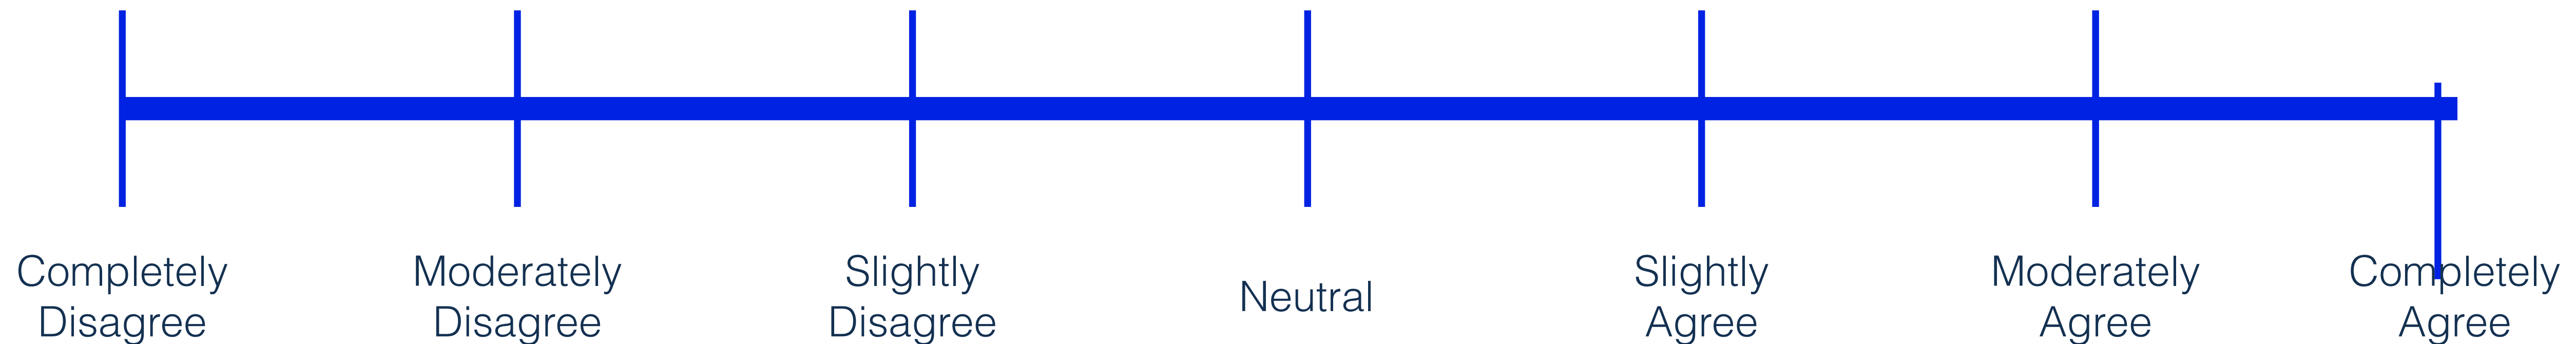 Completely
Disagree
Moderately
Disagree
Slightly
Disagree
Neutral
Slightly
Agree
Moderately
Agree
Completely
Agree